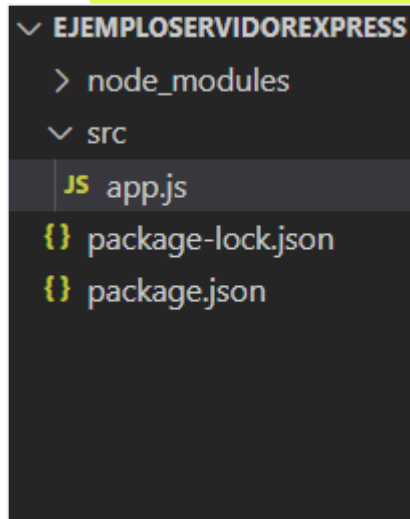 EJEMPLOSERVIDOREXPRESS
node_modules
src
JS app.js
{} package-lock.json
{} package.json